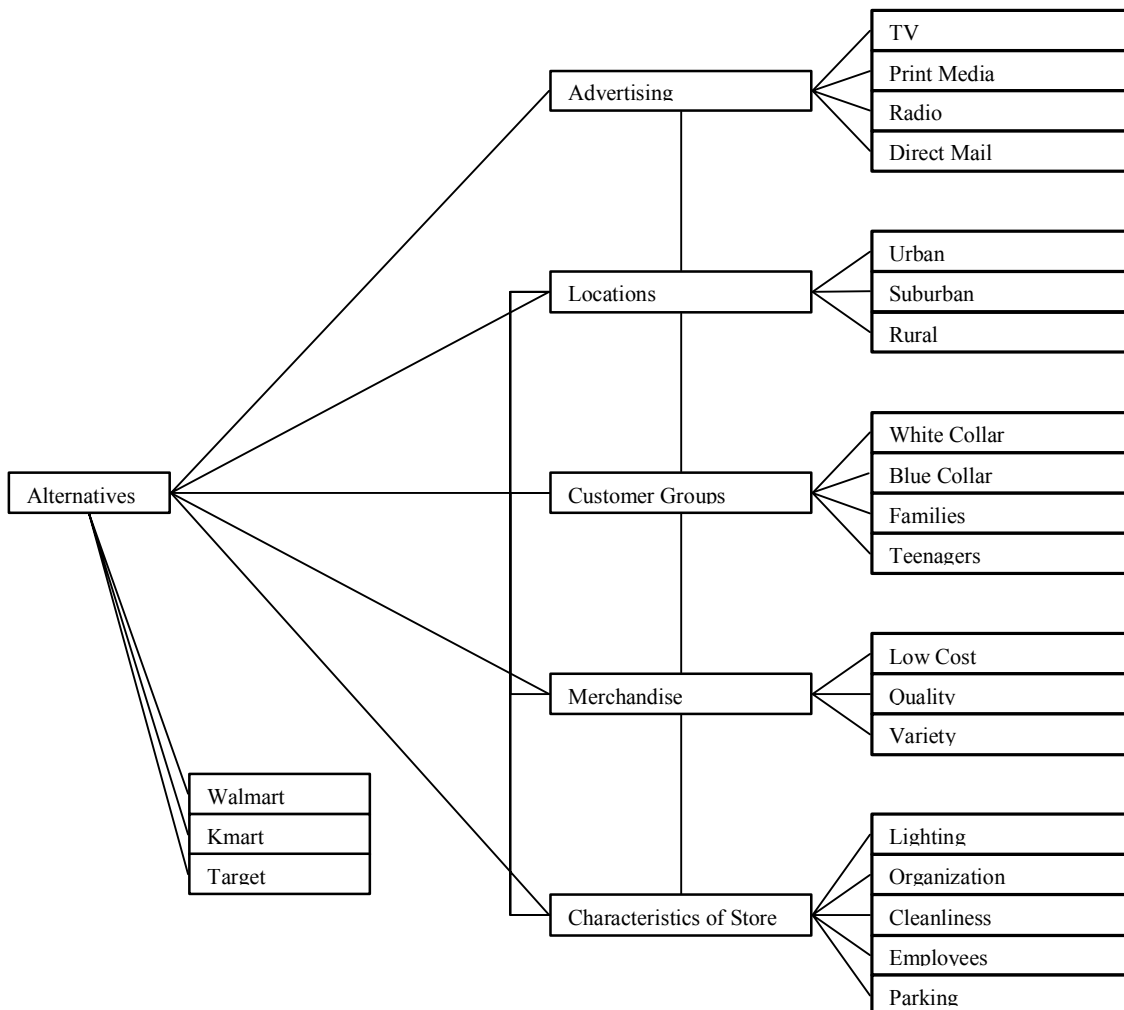 TV
Print Media
Radio
Direct Mail
Advertising
Urban
Suburban
Rural
Locations
White Collar
Blue Collar
Families
Teenagers
Customer Groups
Alternatives
Low Cost
Quality
Variety
Merchandise
Walmart
Kmart
Target
Lighting
Organization
Cleanliness
Employees
Parking
Characteristics of Store